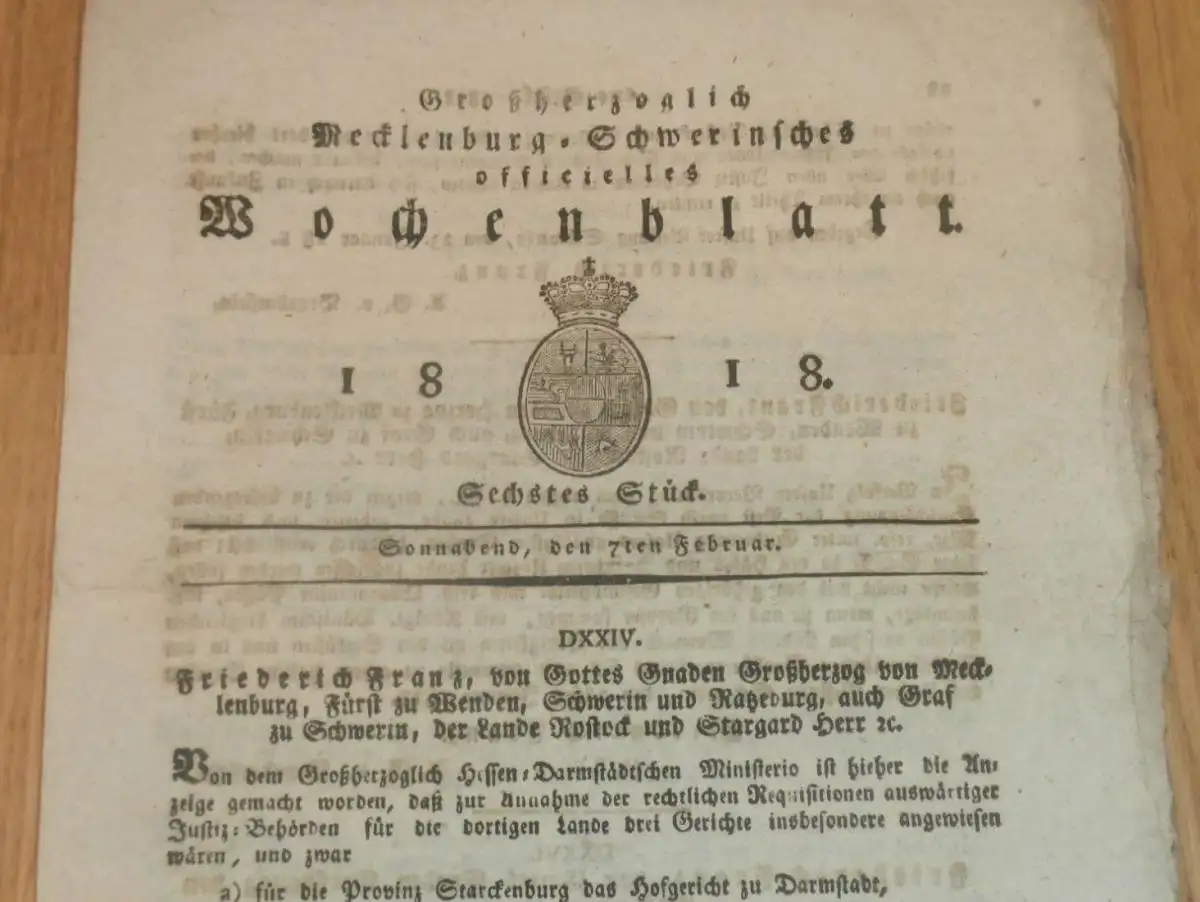 Großherzoglich
Mecklenburg-Schwerinsches
officielles
Wochenblatt.
1818.
Sechstes Stück.
Sonnabend, den 7ten Februar.
DXXIV.
Friederich Franz, von Gottes Gnaden Großherzog von Meck-
lenburg, Fürst zu Wenden, Schwerin und Ratzeburg, auch Graf
zu Schwerin, der Lande Rostock und Stargard Herr ꝛc.
Von dem Großherzoglich Hessen-Darmstädtschen Ministerio ist hieher die An-
zeige gemacht worden, daß zur Annahme der rechtlichen Requisitionen auswärtiger
Justiz-Behörden für die dortigen Lande drei Gerichte insbesondere angewiesen
wären, und zwar
a) für die Provinz Starckenburg das Hofgericht zu Darmstadt,